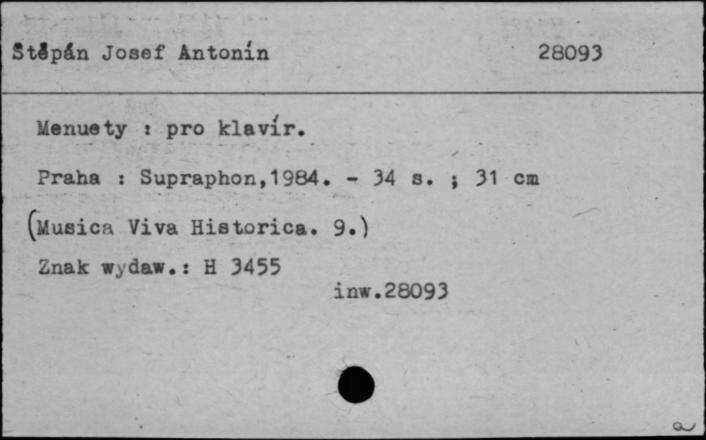 Štěpán Josef Antonín 28093
Menuety : pro klavír.
Praha : Supraphon,1984. - 34 s. ; 31 cm
(Musica Viva Historica. 9.)
Znak wydaw.: H 3455
inw.28093
a